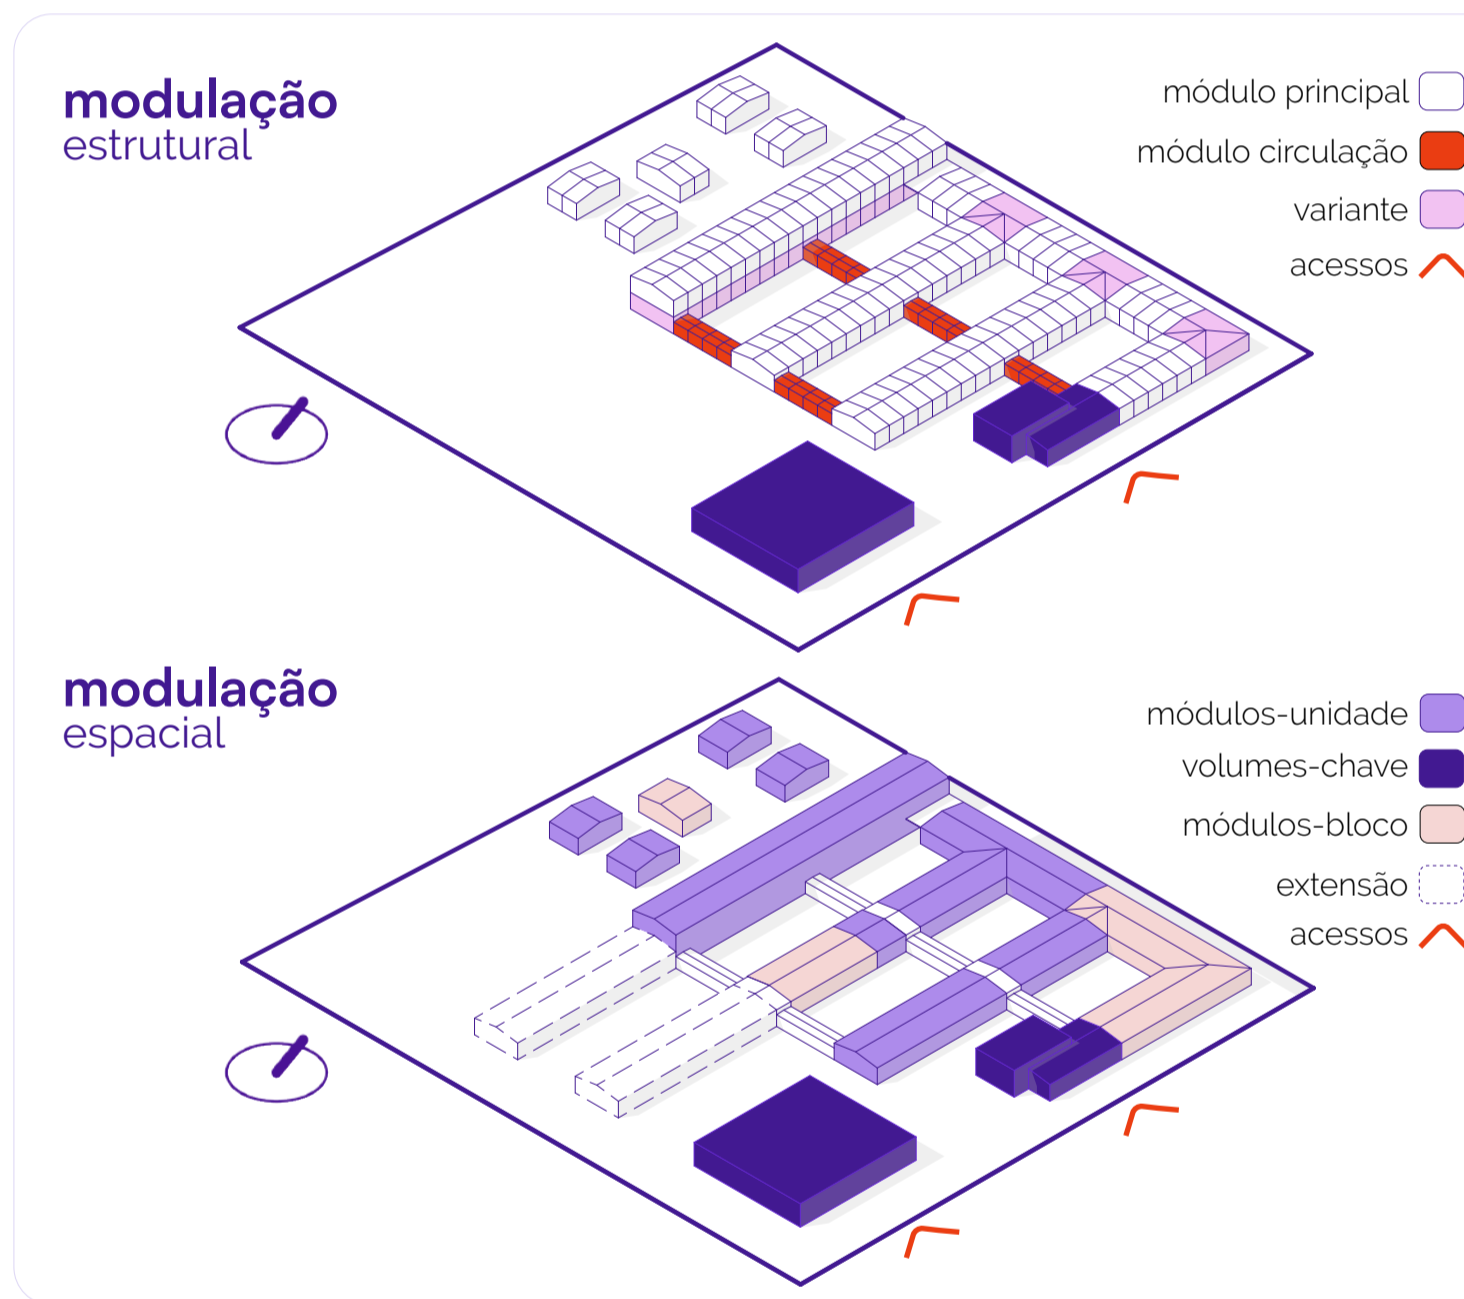 modulação
estrutural
módulo principal
módulo circulação
variante
acessos
modulação
espacial
módulos-unidade
volumes-chave
módulos-bloco
extensão
acessos